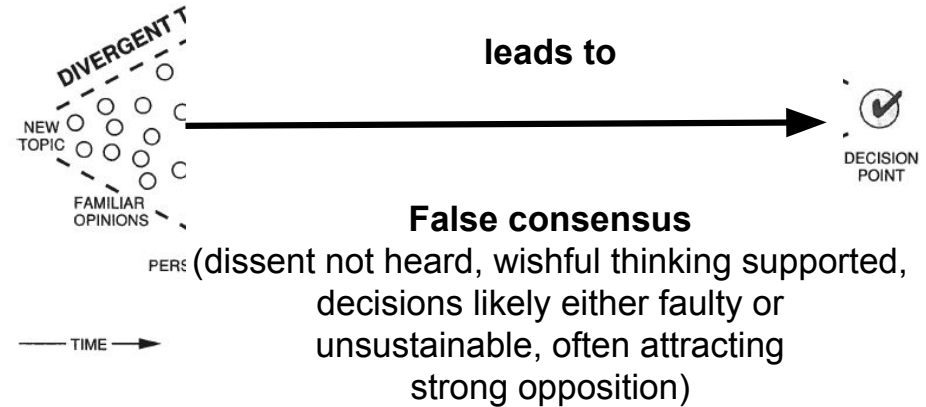 DIVERGENT T
leads to
NEW
TOPIC
DECISION
POINT
FAMILIAR
OPINIONS
False consensus
PERS
(dissent not heard, wishful thinking supported,
decisions likely either faulty or
unsustainable, often attracting
strong opposition)
TIME